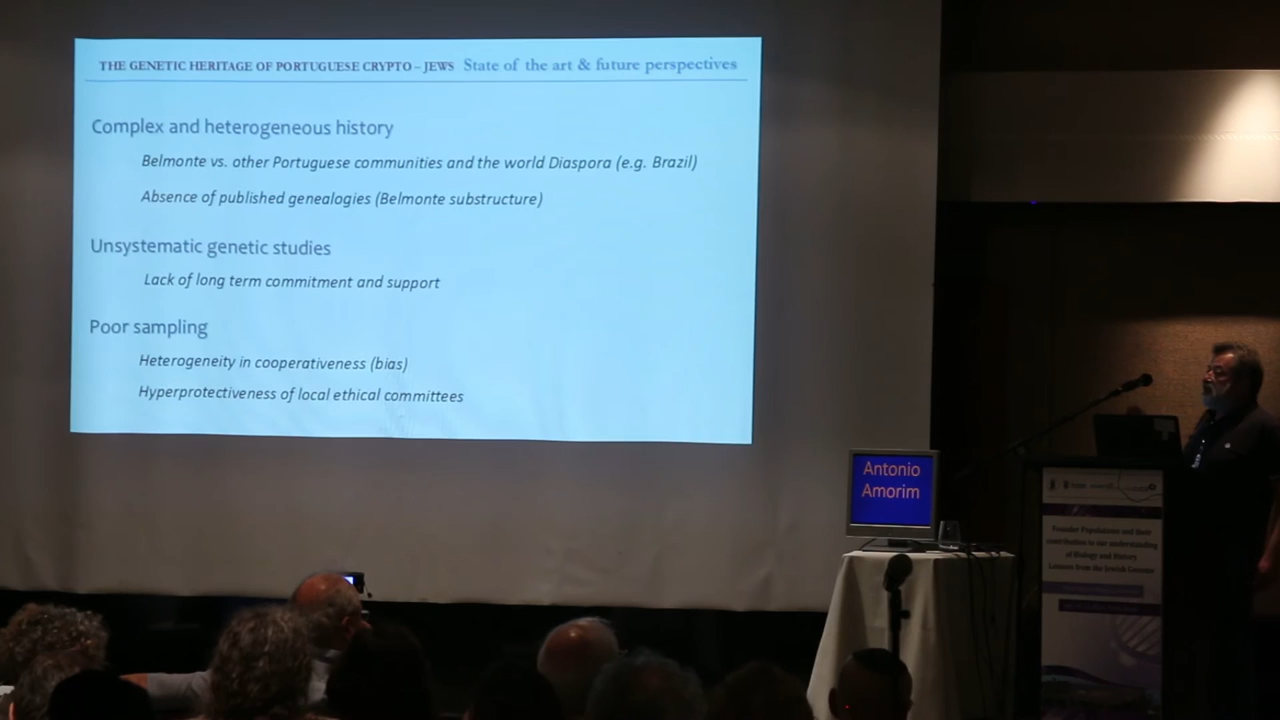 THE GENETIC HERITAGE OF PORTUGUESE CRYPTO – JEWS State of the art & future perspectives
Complex and heterogeneous history
Belmonte vs. other Portuguese communities and the world Diaspora (e.g. Brazil)
Absence of published genealogies (Belmonte substructure)
Unsystematic genetic studies
Lack of long term commitment and support
Poor sampling
Heterogeneity in cooperativeness (bias)
Hyperprotectiveness of local ethical committees
Antonio
Amorim
Founder Populations and their
contribution to our understanding
of Biology and History
Lessons from the Jewish Genome